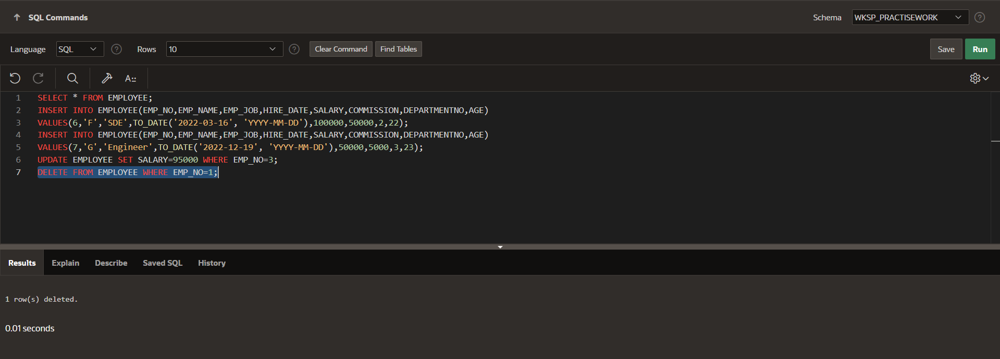 SQL Commands
Schema WKSP_PRACTISEWORK ?
Language SQL ? Rows 10 ? Clear Command Find Tables Save Run
A
1 SELECT * FROM EMPLOYEE;
2 INSERT INTO EMPLOYEE(EMP_NO,EMP_NAME,EMP_JOB,HIRE_DATE,SALARY,COMMISSION,DEPARTMENTNO,AGE)
3 VALUES(6,'F','SDE',TO_DATE('2022-03-16', 'YYYY-MM-DD'),100000,50000,2,22);
4 INSERT INTO EMPLOYEE(EMP_NO,EMP_NAME,EMP_JOB,HIRE_DATE,SALARY,COMMISSION,DEPARTMENTNO,AGE)
5 VALUES(7,'G','Engineer',TO_DATE('2022-12-19', 'YYYY-MM-DD'),50000,5000,3,23);
6 UPDATE EMPLOYEE SET SALARY=95000 WHERE EMP_NO=3;
7 DELETE FROM EMPLOYEE WHERE EMP_NO=1;
Results Explain Describe Saved SQL History
1 row(s) deleted.
0.01 seconds